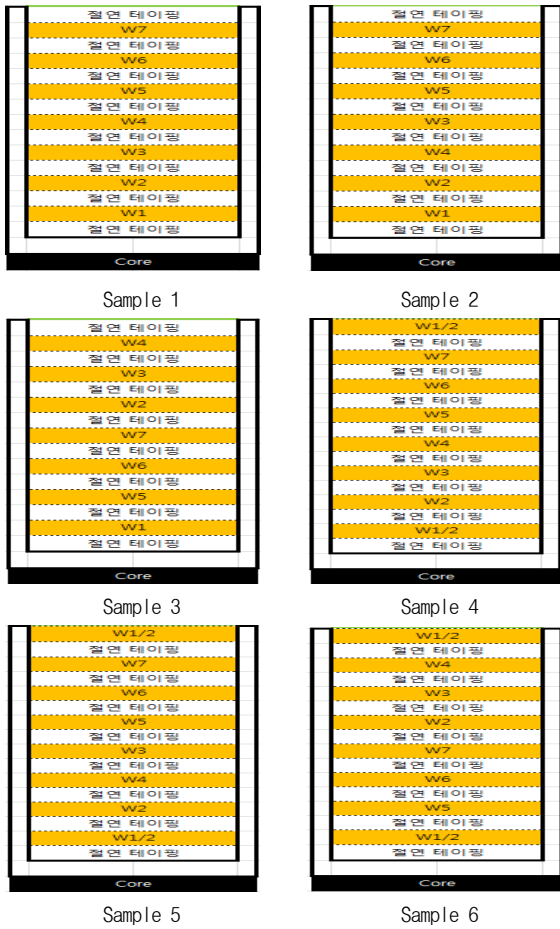 절연 테이핑
W7
절연 테이핑
W6
절연 테이핑
W5
절연 테이핑
W4
절연 테이핑
W3
절연 테이핑
W2
절연 테이핑
W1
절연 테이핑
Core
Sample 1
절연 테이핑
W7
절연 테이핑
W6
절연 테이핑
W5
절연 테이핑
W3
절연 테이핑
W4
절연 테이핑
W2
절연 테이핑
W1
절연 테이핑
Core
Sample 2
절연 테이핑
W4
절연 테이핑
W3
절연 테이핑
W2
절연 테이핑
W7
절연 테이핑
W6
절연 테이핑
W5
절연 테이핑
W1
절연 테이핑
Core
Sample 3
W1/2
절연 테이핑
W7
절연 테이핑
W6
절연 테이핑
W5
절연 테이핑
W4
절연 테이핑
W3
절연 테이핑
W2
절연 테이핑
W1/2
절연 테이핑
Core
Sample 4
W1/2
절연 테이핑
W7
절연 테이핑
W6
절연 테이핑
W5
절연 테이핑
W3
절연 테이핑
W4
절연 테이핑
W2
절연 테이핑
W1/2
절연 테이핑
Core
Sample 5
W1/2
절연 테이핑
W4
절연 테이핑
W3
절연 테이핑
W2
절연 테이핑
W7
절연 테이핑
W6
절연 테이핑
W5
절연 테이핑
W1/2
절연 테이핑
Core
Sample 6